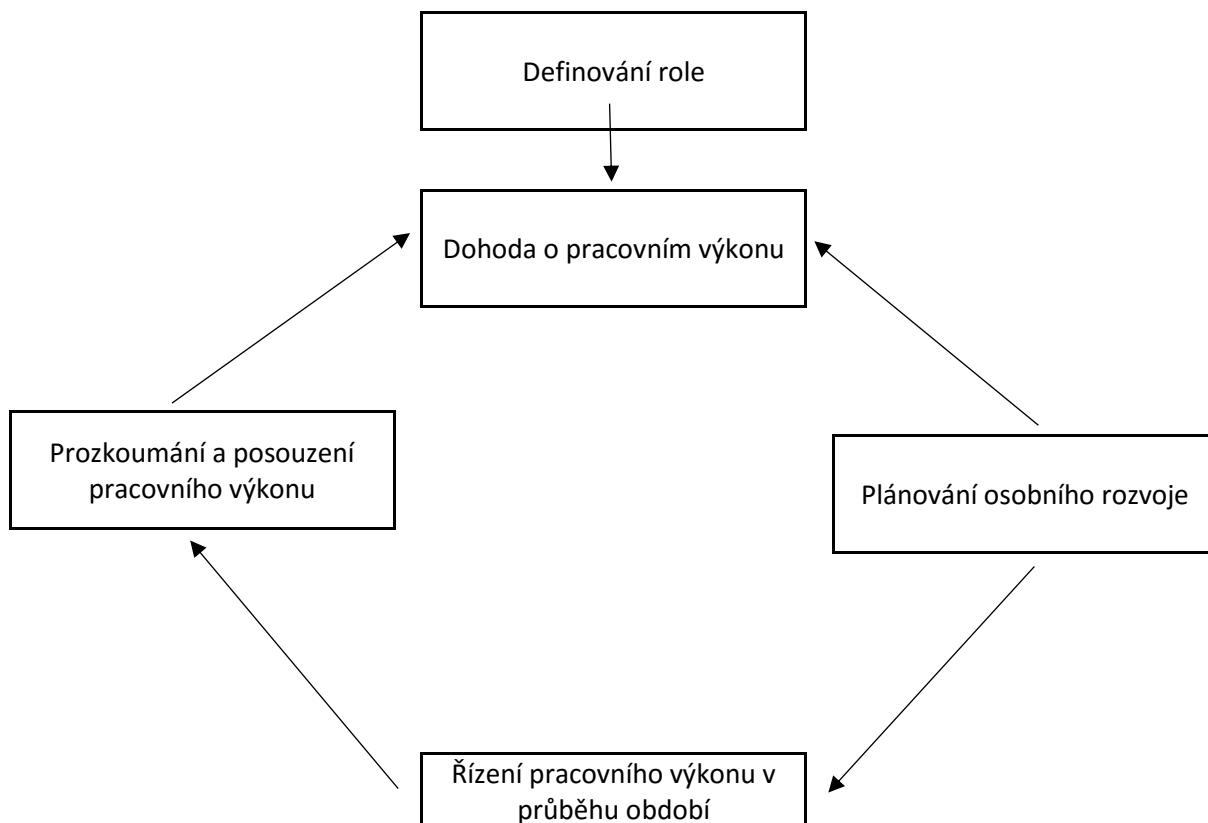 Definování role
Dohoda o pracovním výkonu
Prozkoumání a posouzení
pracovního výkonu
Plánování osobního rozvoje
Řízení pracovního výkonu v
průběhu období